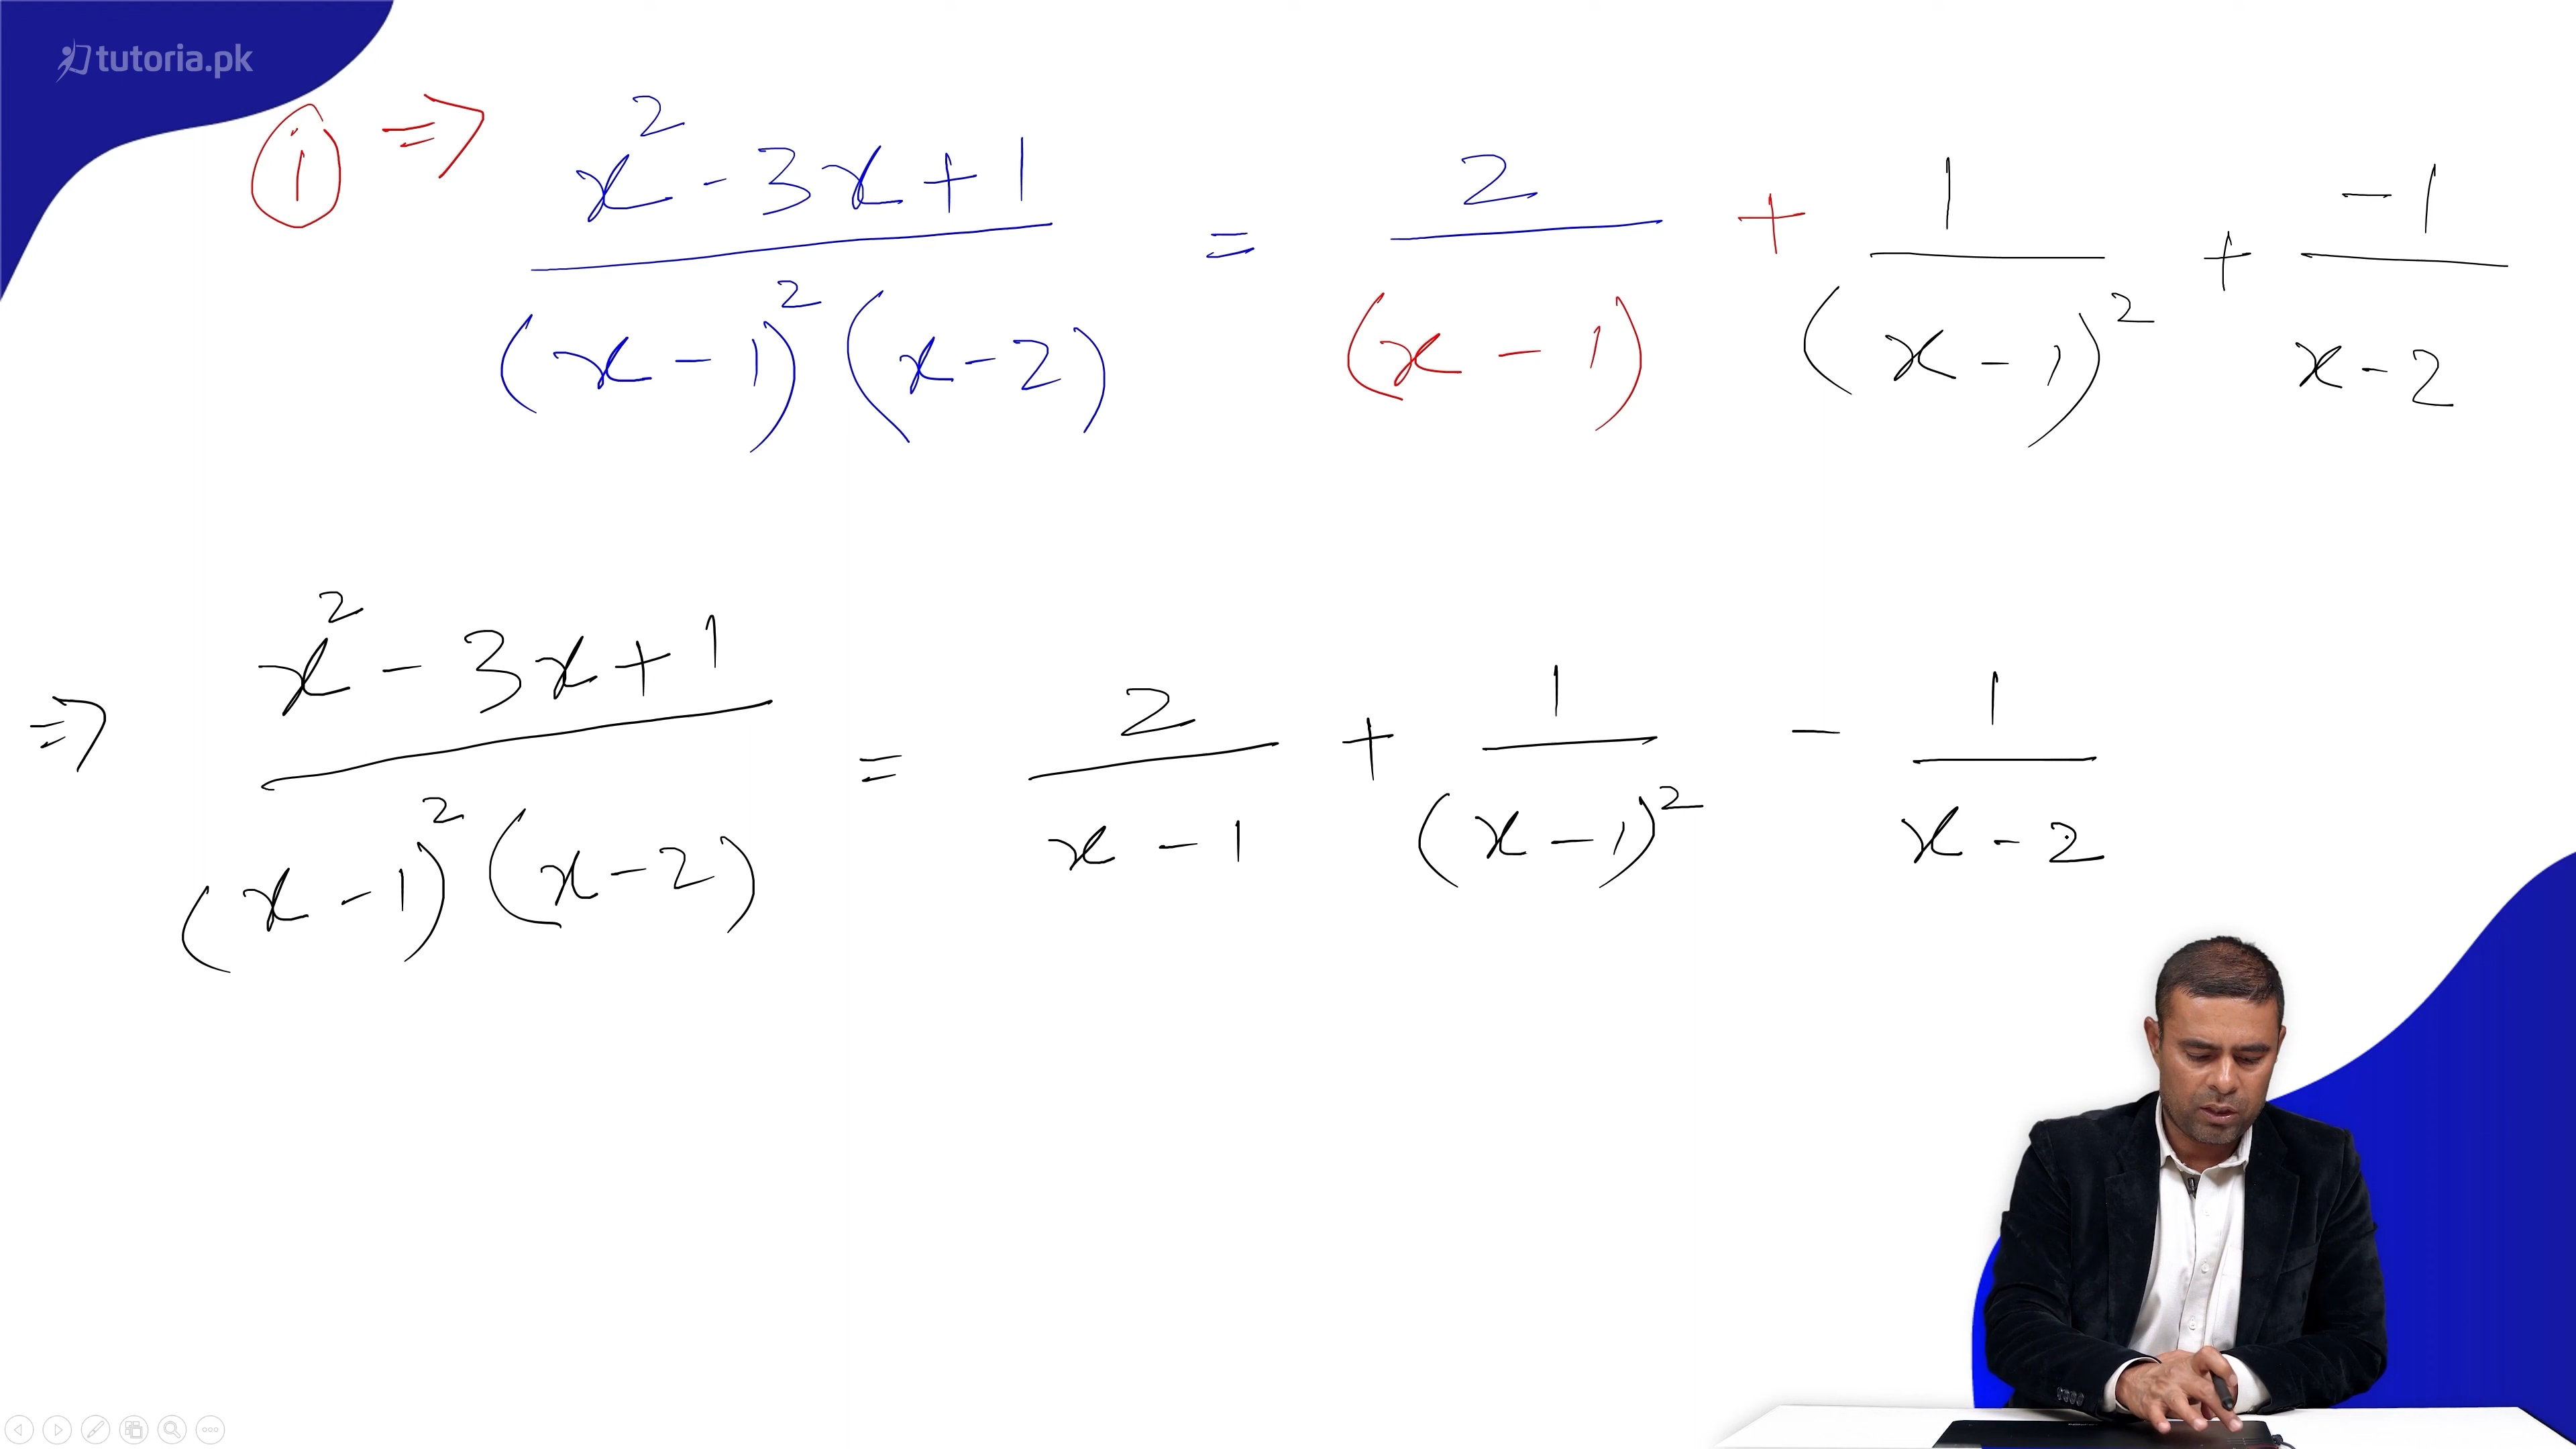 tutoria.pk
(i) ⇒ (x² - 3x + 1)/((x - 1)² (x - 2)) = 2/(x - 1) + 1/(x - 1)² + -1/(x - 2)
⇒ (x² - 3x + 1)/((x - 1)² (x - 2)) = 2/(x - 1) + 1/(x - 1)² - 1/(x - 2)